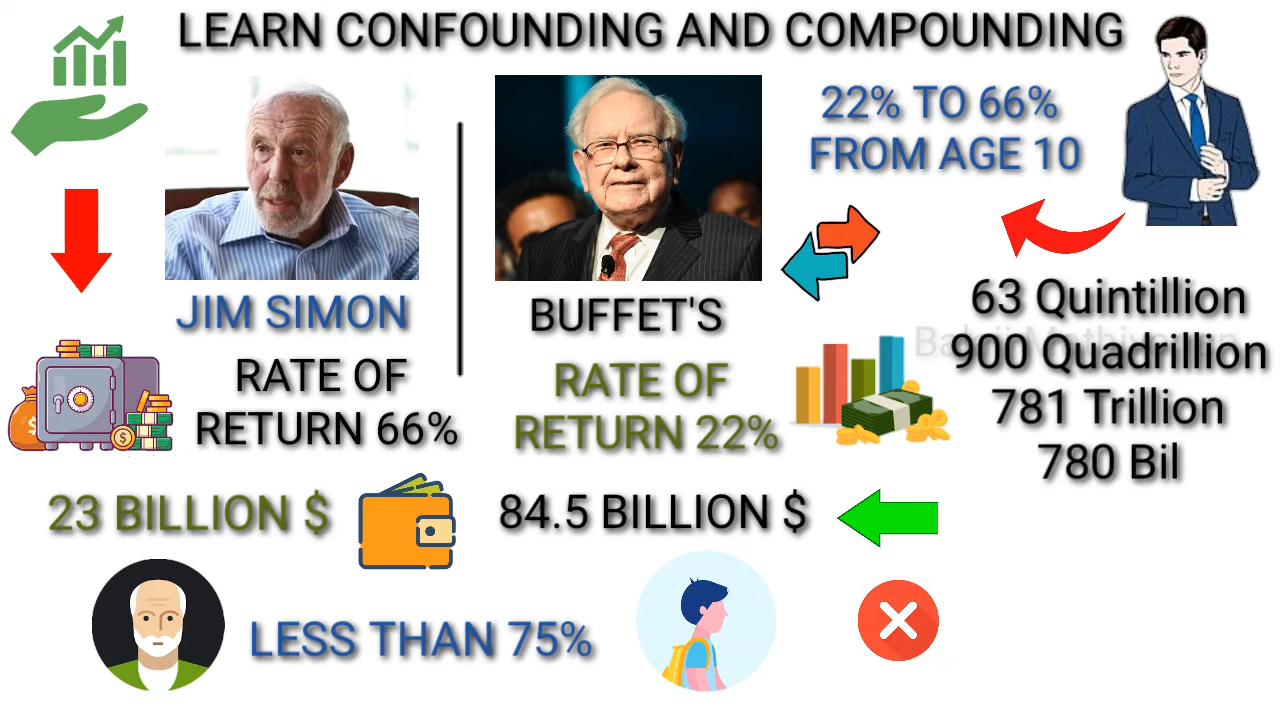 LEARN CONFOUNDING AND COMPOUNDING
22% TO 66%
FROM AGE 10
JIM SIMON
RATE OF
RETURN 66%
23 BILLION $
BUFFET'S
RATE OF
RETURN 22%
84.5 BILLION $
63 Quintillion
900 Quadrillion
781 Trillion
780 Bil
LESS THAN 75%